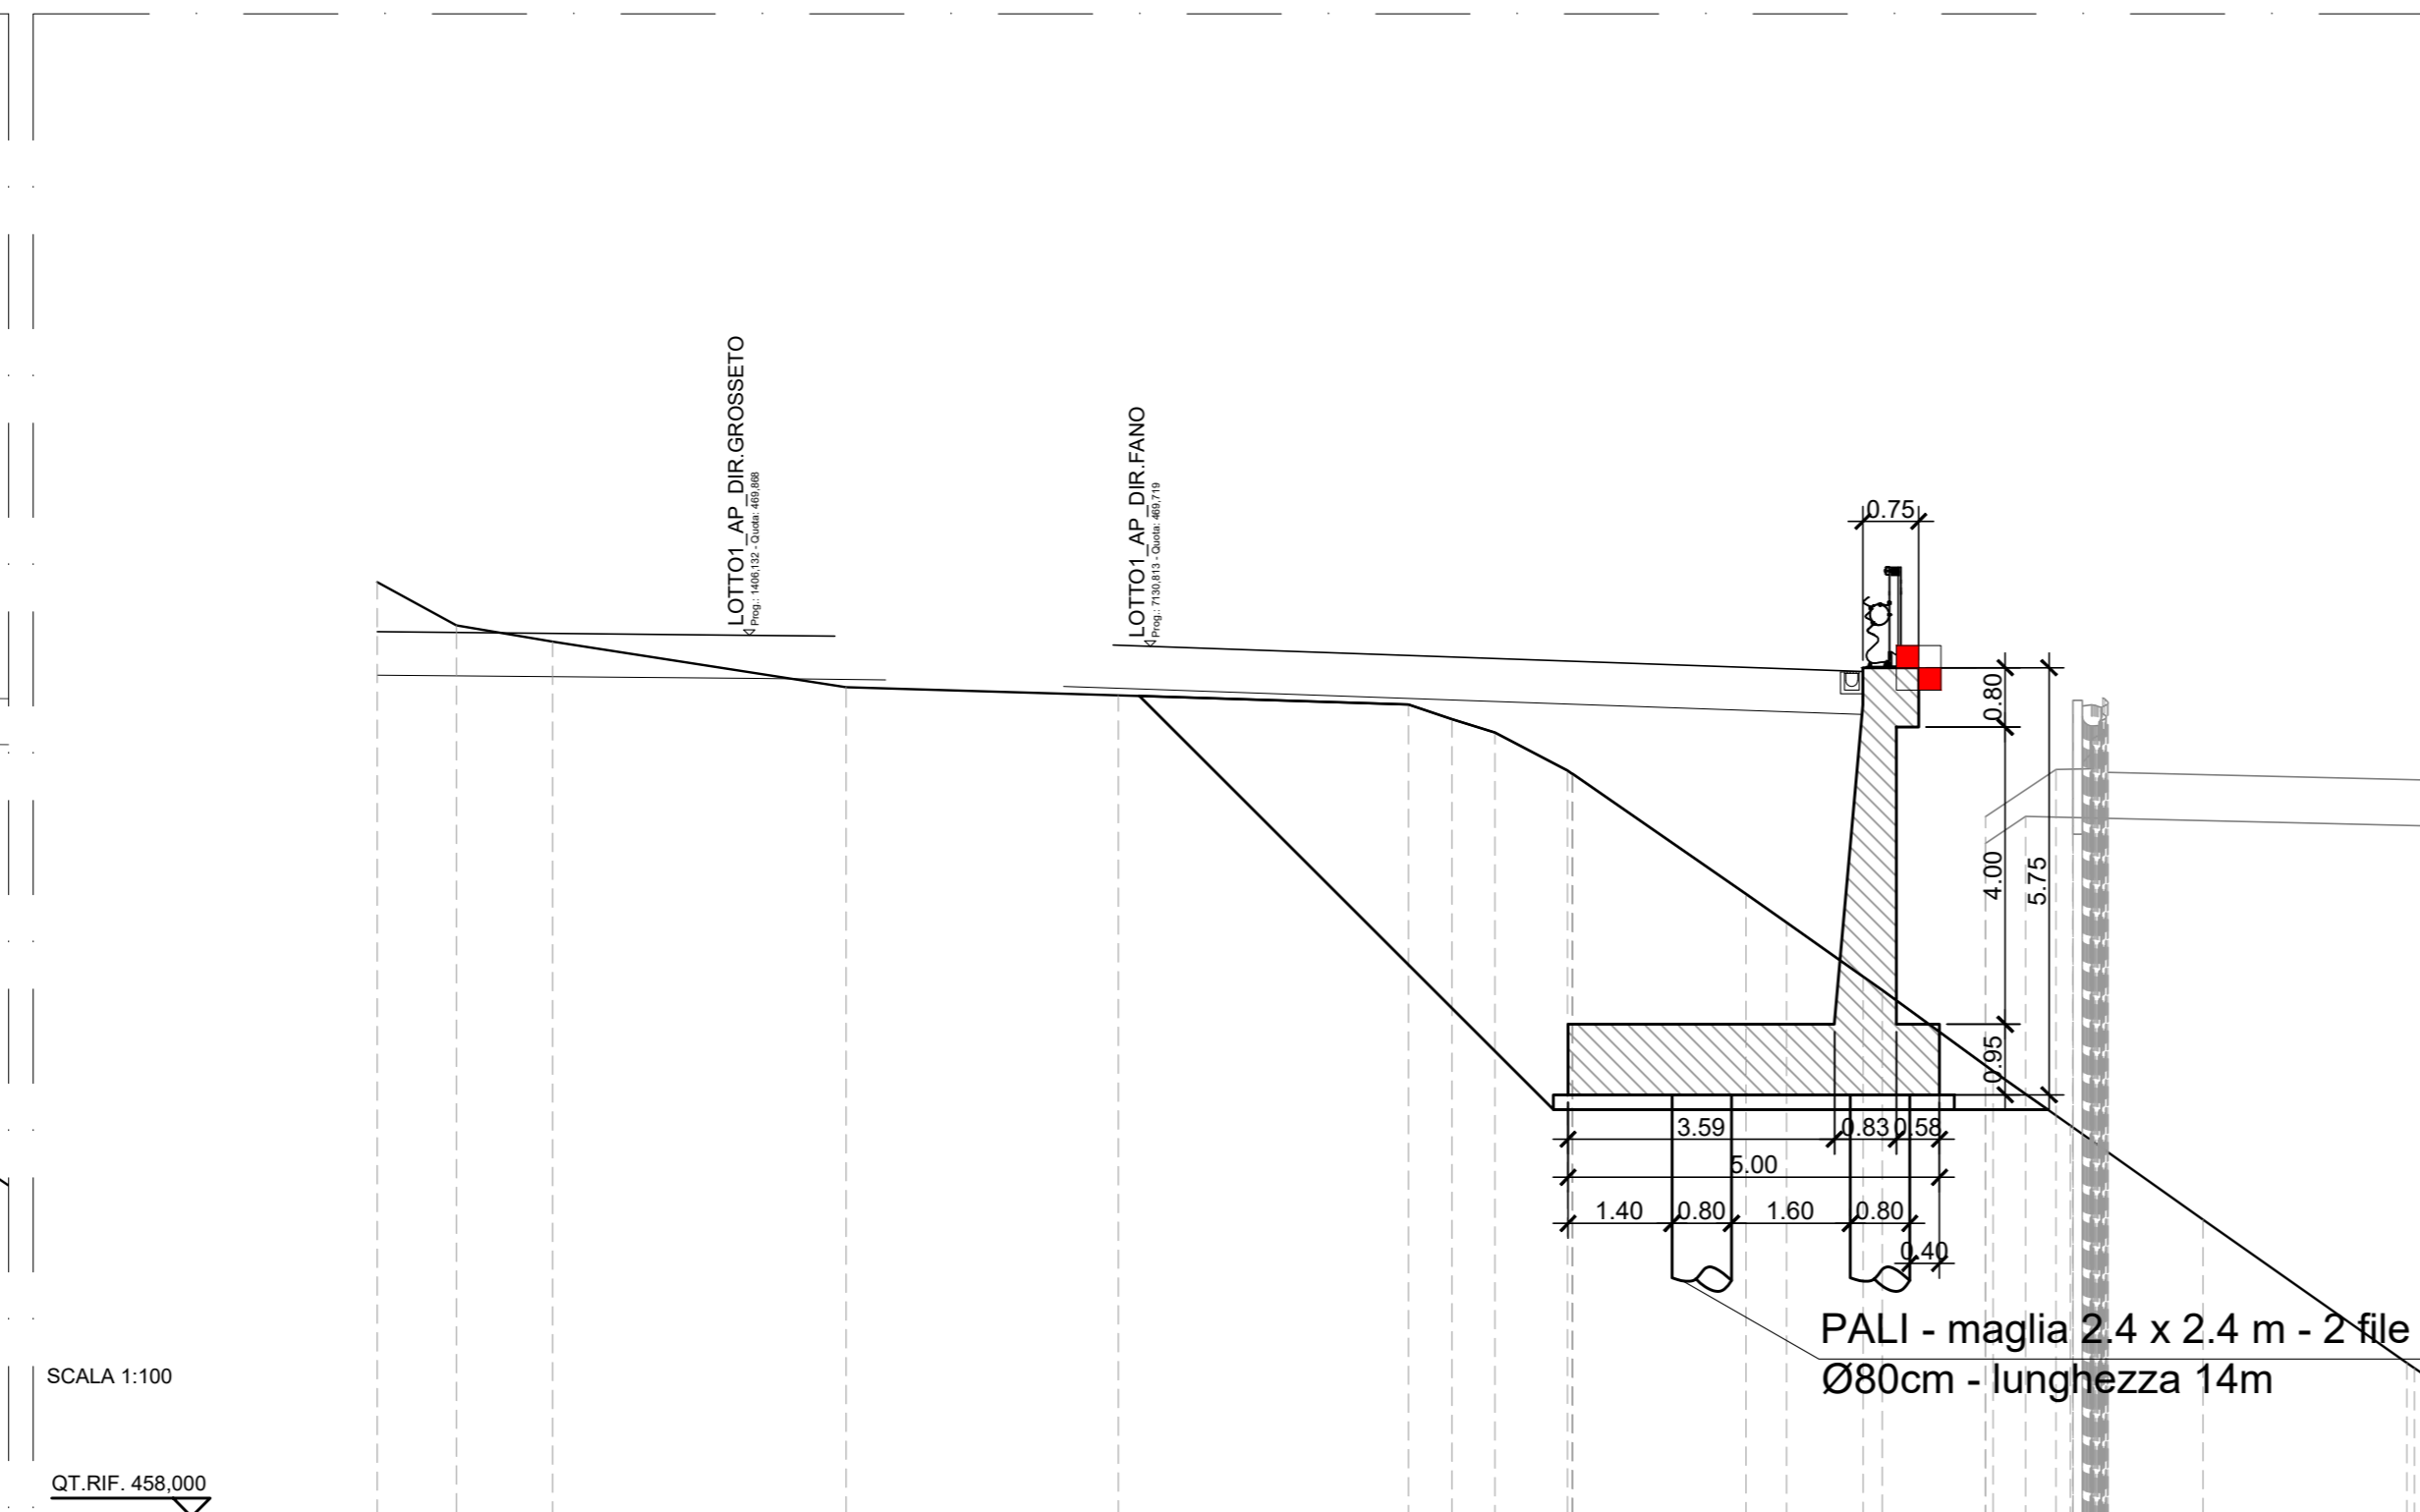 LOTTO1_AP_DIR.GROSSETO
Prog.: 1406,132 - Quota: 469,868
LOTTO1_AP_DIR.FANO
Prog.: 7130,813 - Quota: 469,719
0.75
0.80
4.00
5.75
0.95
3.59
0.83
0.58
5.00
1.40
0.80
1.60
0.80
0.40
PALI - maglia 2.4 x 2.4 m - 2 file
Ø80cm - lunghezza 14m
SCALA 1:100
QT.RIF. 458,000